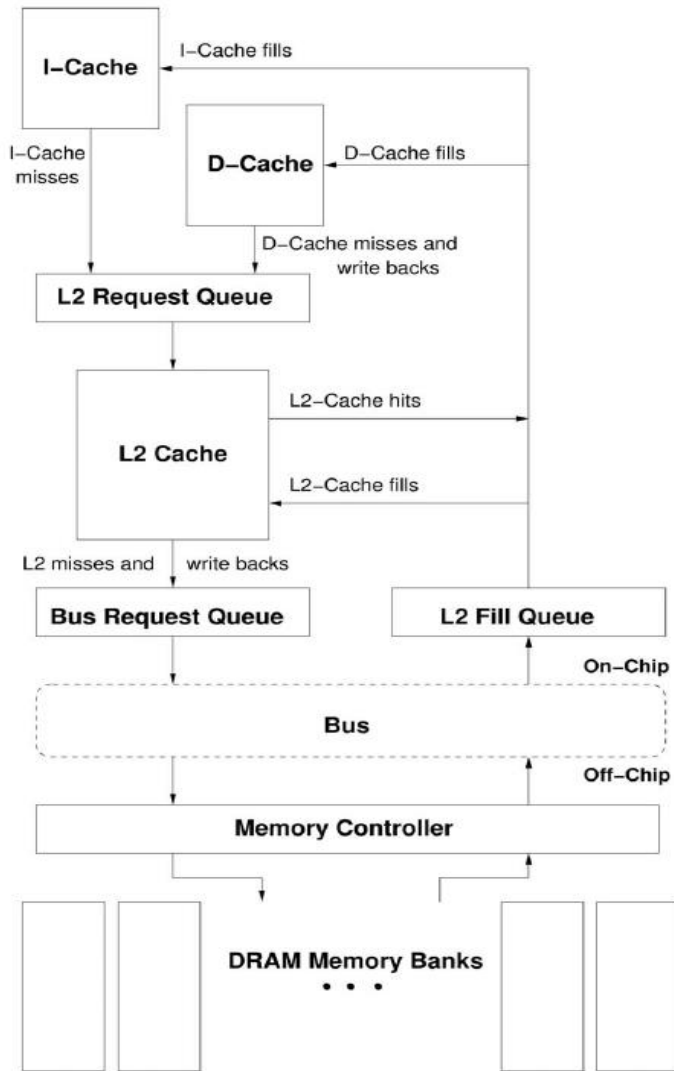 I-Cache fills
I-Cache
I-Cache
misses
D-Cache
D-Cache fills
D-Cache misses and
write backs
L2 Request Queue
L2-Cache hits
L2 Cache
L2-Cache fills
L2 misses and write backs
Bus Request Queue
L2 Fill Queue
On-Chip
Bus
Off-Chip
Memory Controller
DRAM Memory Banks
• • •